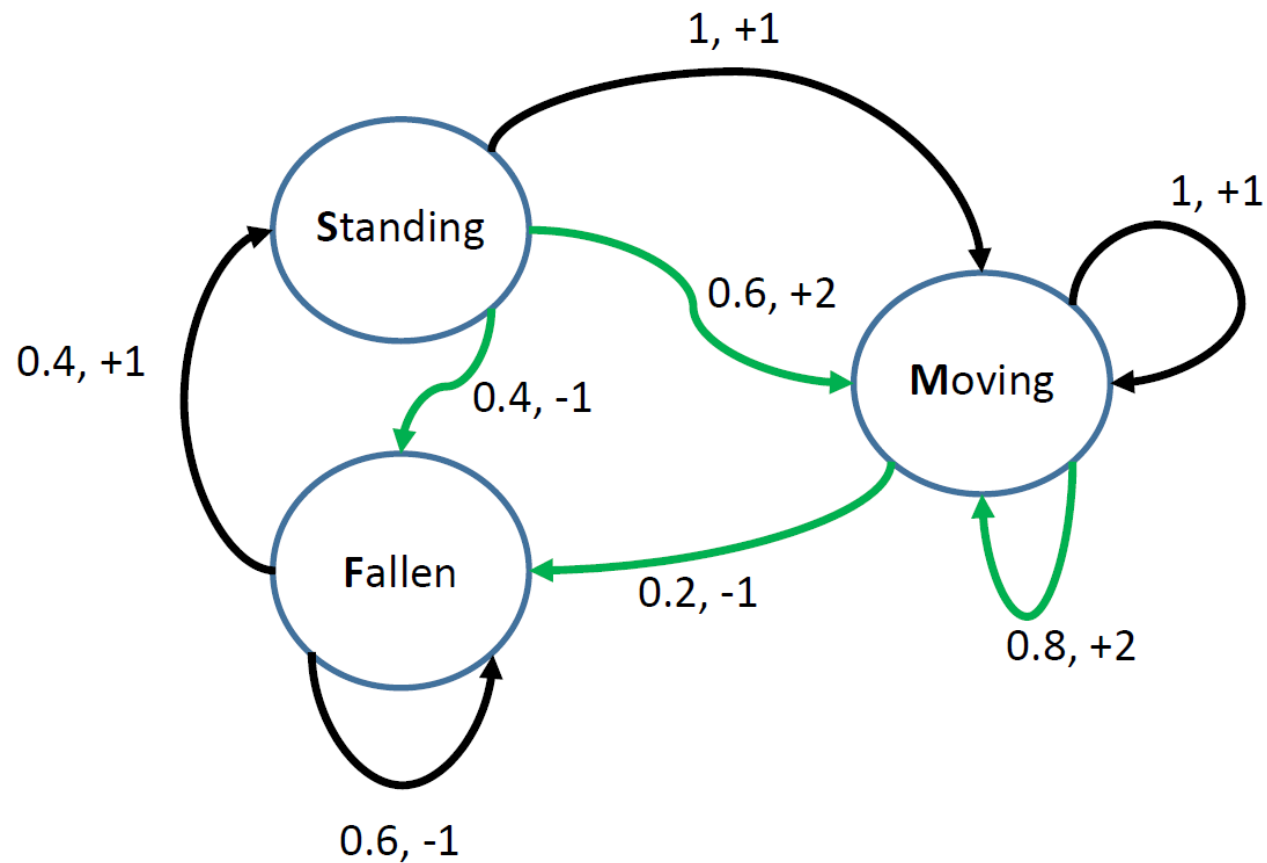 1, +1
1, +1
Standing
0.6, +2
0.4, +1
Moving
0.4, -1
Fallen
0.2, -1
0.8, +2
0.6, -1